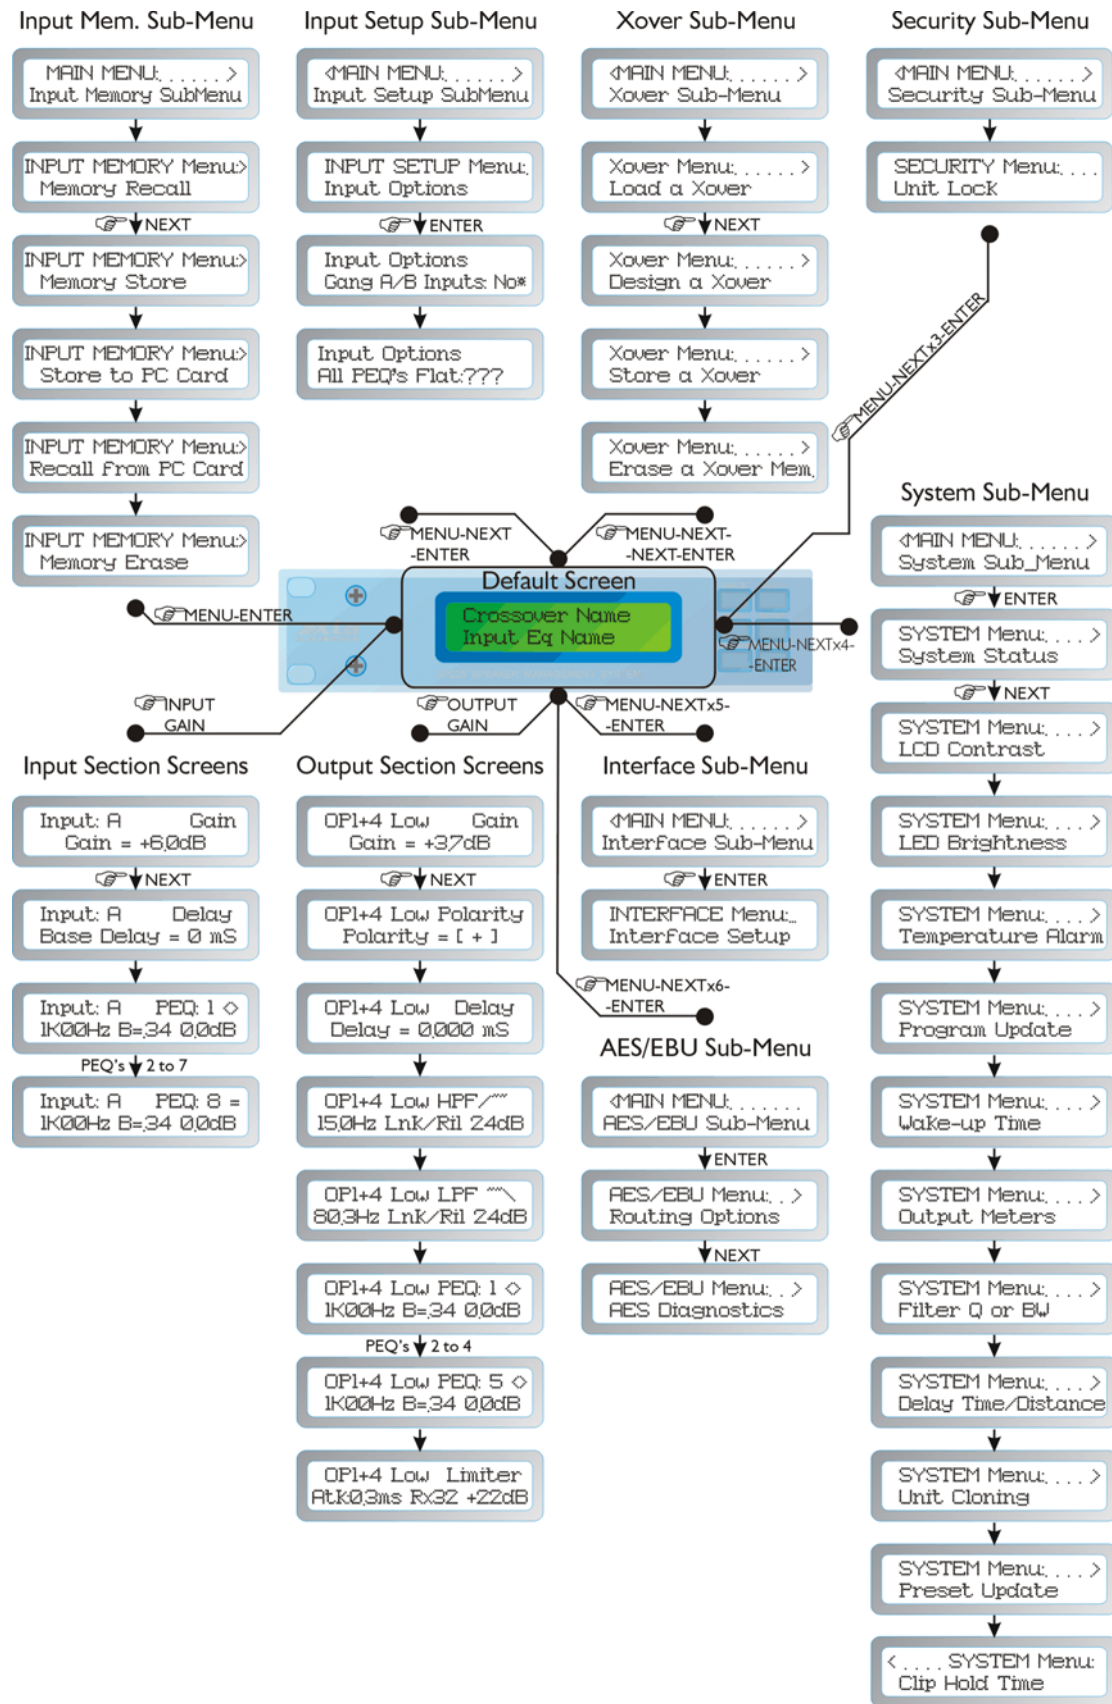 Input Mem. Sub-Menu
MAIN MENU:......>
Input Memory SubMenu
INPUT MEMORY Menu:>
Memory Recall
NEXT
INPUT MEMORY Menu:>
Memory Store
INPUT MEMORY Menu:>
Store to PC Card
INPUT MEMORY Menu:>
Recall from PC Card
INPUT MEMORY Menu:>
Memory Erase
MENU-ENTER
INPUT
GAIN
Input Setup Sub-Menu
<MAIN MENU:......>
Input Setup SubMenu
INPUT SETUP Menu:
Input Options
ENTER
Input Options
Gang A/B Inputs: No*
Input Options
All PEQ's Flat:???
MENU-NEXT
-ENTER
Xover Sub-Menu
<MAIN MENU:......>
Xover Sub-Menu
Xover Menu:......>
Load a Xover
NEXT
Xover Menu:......>
Design a Xover
Xover Menu:......>
Store a Xover
Xover Menu:......>
Erase a Xover Mem.
MENU-NEXT-
-NEXT-ENTER
Security Sub-Menu
<MAIN MENU:......>
Security Sub-Menu
SECURITY Menu:....
Unit Lock
MENU-NEXTx3-ENTER
Default Screen
Crossover Name
Input Eq Name
MENU-NEXTx4-
-ENTER
OUTPUT
GAIN
MENU-NEXTx5-
-ENTER
MENU-NEXTx6-
-ENTER
Input Section Screens
Input: A Gain
Gain = +6.0dB
NEXT
Input: A Delay
Base Delay = 0 mS
Input: A PEQ: 1 ◇
1K00Hz B=.34 0.0dB
PEQ's 2 to 7
Input: A PEQ: 8 =
1K00Hz B=.34 0.0dB
Output Section Screens
OP1+4 Low Gain
Gain = +3.7dB
NEXT
OP1+4 Low Polarity
Polarity = [ + ]
OP1+4 Low Delay
Delay = 0.000 mS
OP1+4 Low HPF/‾‾
15.0Hz Lnk/Ril 24dB
OP1+4 Low LPF ‾‾\
80.3Hz Lnk/Ril 24dB
OP1+4 Low PEQ: 1 ◇
1K00Hz B=.34 0.0dB
PEQ's 2 to 4
OP1+4 Low PEQ: 5 ◇
1K00Hz B=.34 0.0dB
OP1+4 Low Limiter
Atk:0.3ms Rx32 +22dB
Interface Sub-Menu
<MAIN MENU:......>
Interface Sub-Menu
ENTER
INTERFACE Menu:..
Interface Setup
AES/EBU Sub-Menu
<MAIN MENU:.......
AES/EBU Sub-Menu
ENTER
AES/EBU Menu:..>
Routing Options
NEXT
AES/EBU Menu:..>
AES Diagnostics
System Sub-Menu
<MAIN MENU:......>
System Sub_Menu
ENTER
SYSTEM Menu:....>
System Status
NEXT
SYSTEM Menu:....>
LCD Contrast
SYSTEM Menu:....>
LED Brightness
SYSTEM Menu:....>
Temperature Alarm
SYSTEM Menu:....>
Program Update
SYSTEM Menu:....>
Wake-up Time
SYSTEM Menu:....>
Output Meters
SYSTEM Menu:....>
Filter Q or BW
SYSTEM Menu:....>
Delay Time/Distance
SYSTEM Menu:....>
Unit Cloning
SYSTEM Menu:....>
Preset Update
<....SYSTEM Menu:
Clip Hold Time